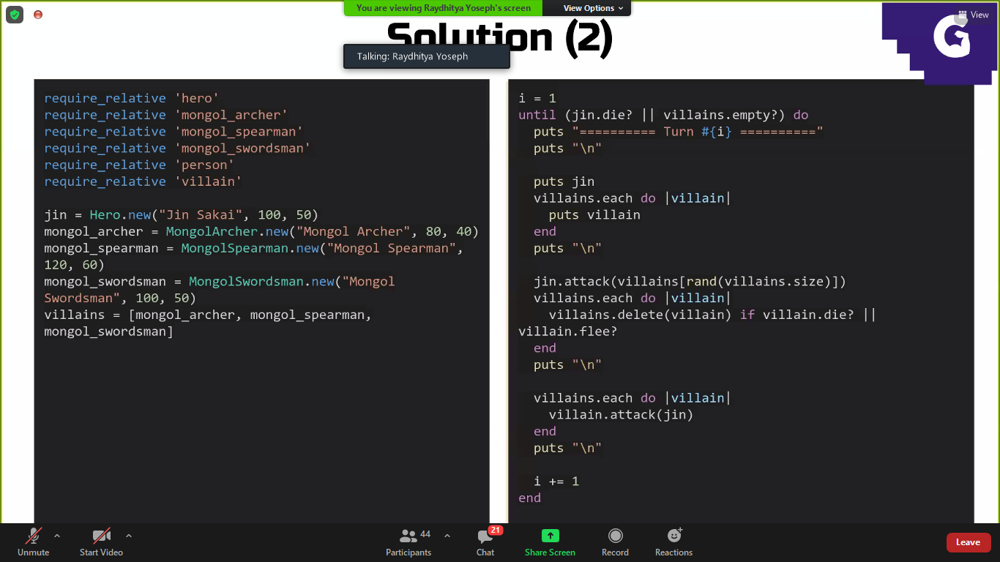 You are viewing Raydhitya Yoseph's screen
View Options
View
Solution (2)
Talking: Raydhitya Yoseph
require_relative 'hero'
require_relative 'mongol_archer'
require_relative 'mongol_spearman'
require_relative 'mongol_swordsman'
require_relative 'person'
require_relative 'villain'
jin = Hero.new("Jin Sakai", 100, 50)
mongol_archer = MongolArcher.new("Mongol Archer", 80, 40)
mongol_spearman = MongolSpearman.new("Mongol Spearman",
120, 60)
mongol_swordsman = MongolSwordsman.new("Mongol
Swordsman", 100, 50)
villains = [mongol_archer, mongol_spearman,
mongol_swordsman]
i = 1
until (jin.die? || villains.empty?) do
  puts "========== Turn #{i} =========="
  puts "\n"
  puts jin
  villains.each do |villain|
    puts villain
  end
  puts "\n"
  jin.attack(villains[rand(villains.size)])
  villains.each do |villain|
    villains.delete(villain) if villain.die? ||
villain.flee?
  end
  puts "\n"
  villains.each do |villain|
    villain.attack(jin)
  end
  puts "\n"
  i += 1
end
Unmute
Start Video
44
Participants
21
Chat
Share Screen
Record
Reactions
Leave